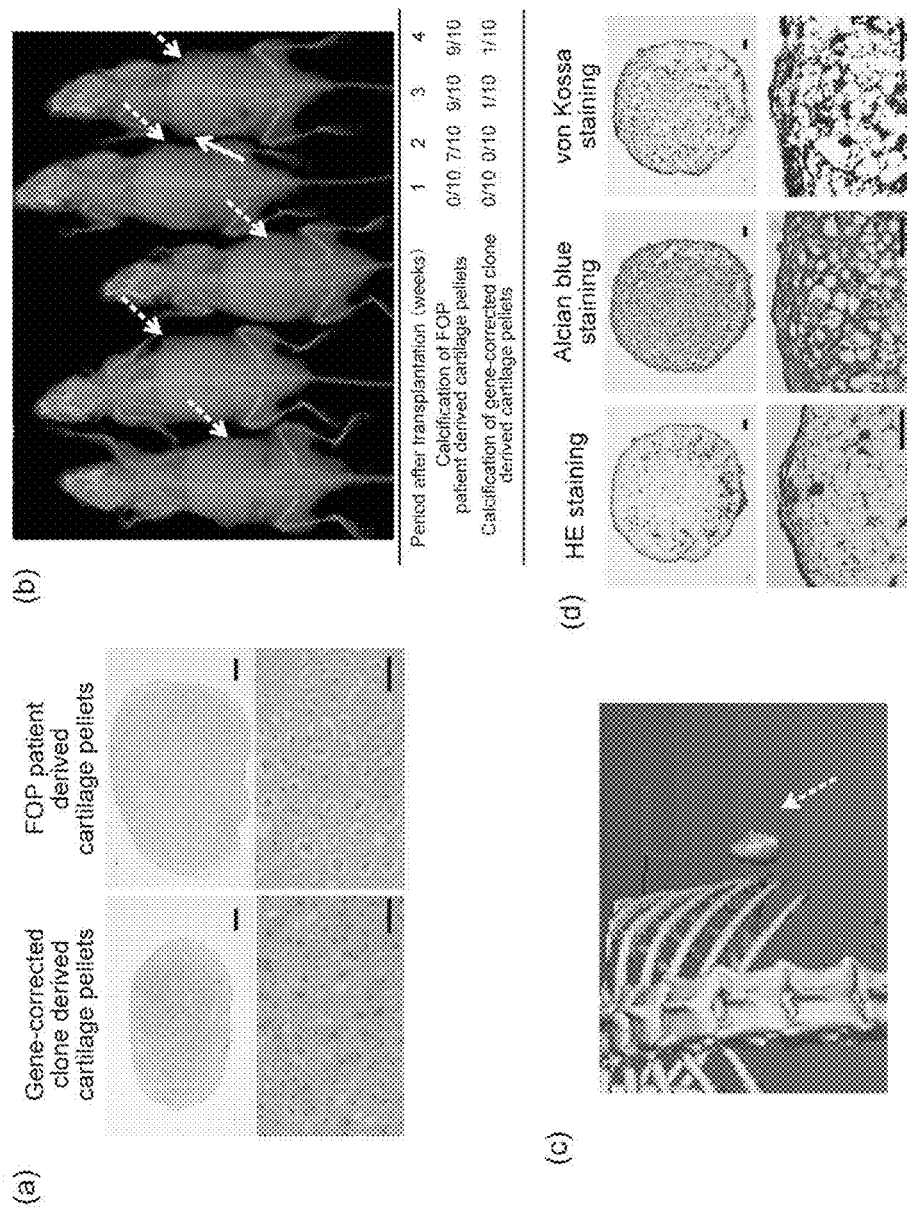 (a)
Gene-corrected
clone derived
cartilage pellets
FOP patient
derived
cartilage pellets
(b)
Period after transplantation (weeks) 1 2 3 4
Calcification of FOP
patient derived cartilage pellets 0/10 7/10 9/10 9/10
Calcification of gene-corrected clone
derived cartilage pellets 0/10 0/10 1/10 1/10
(c)
(d)
HE staining
Alcian blue
staining
von Kossa
staining